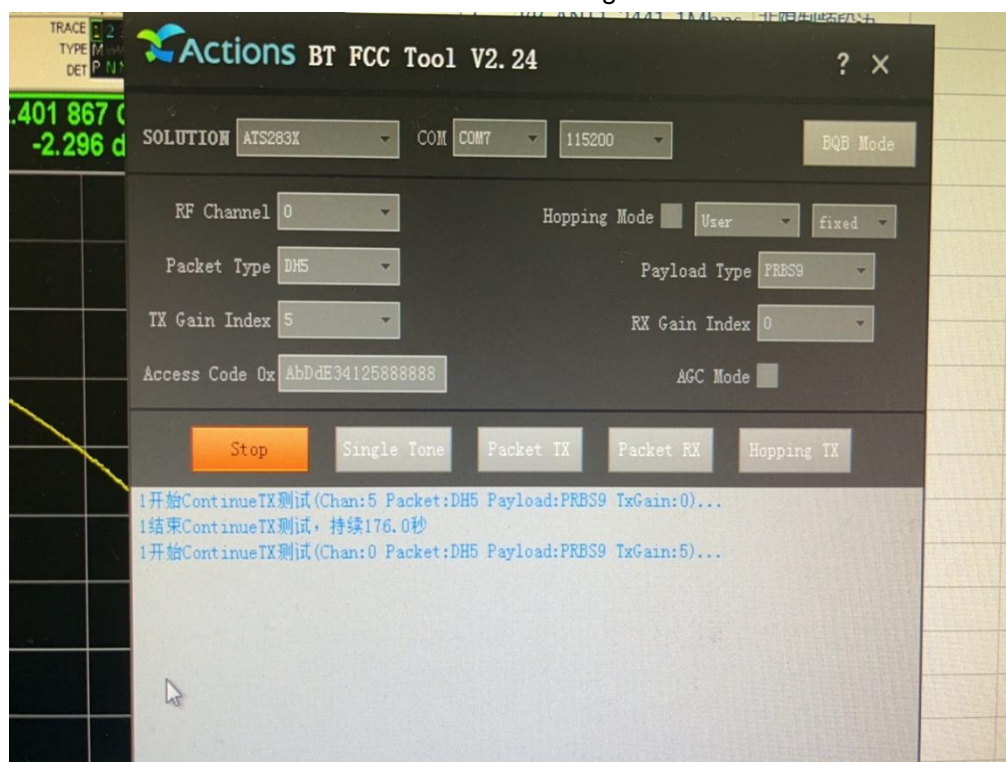 TRACE 1 2
TYPE M
DET P N
.401 867
-2.296 d
Actions BT FCC Tool V2.24
? ×
SOLUTION ATS283X COM COM7 115200 BQB Mode
RF Channel 0 Hopping Mode User fixed
Packet Type DH5 Payload Type PRBS9
TX Gain Index 5 RX Gain Index 0
Access Code 0x AbDdE34125888888 AGC Mode
Stop Single Tone Packet TX Packet RX Hopping TX
1开始ContinueTX测试(Chan:5 Packet:DH5 Payload:PRBS9 TxGain:0)...
1结束ContinueTX测试，持续176.0秒
1开始ContinueTX测试(Chan:0 Packet:DH5 Payload:PRBS9 TxGain:5)...